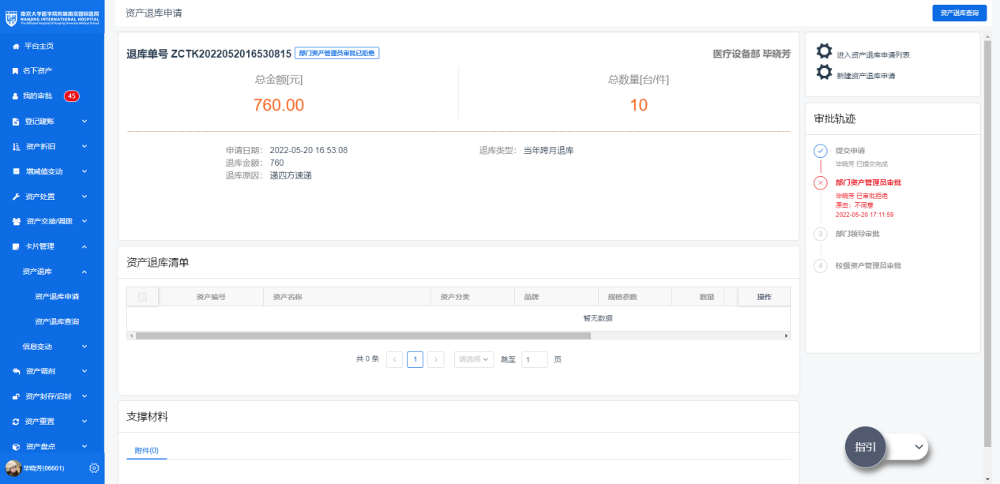 南京大学医学院附属南京国际医院
NANJING INTERNATIONAL HOSPITAL
The Affiliated Hospital Of Nanjing University Medical School
平台主页
名下资产
我的审批 45
登记建账
资产折旧
增减值变动
资产处置
资产交接/调拨
卡片管理
资产退库
资产退库申请
资产退库查询
信息变动
资产调剂
资产封存/启封
资产重置
资产盘点
毕晓芳(06601)
资产退库申请
资产退库查询
退库单号 ZCTK2022052016530815 部门资产管理员审批已拒绝
医疗设备部 毕晓芳
总金额[元]
760.00
总数量[台/件]
10
申请日期： 2022-05-20 16:53:08
退库类型： 当年跨月退库
退库金额： 760
退库原因： 递四方速递
资产退库清单
资产编号 资产名称 资产分类 品牌 规格参数 数量 操作
暂无数据
共 0 条 < 1 > 请选择 跳至 1 页
支撑材料
附件(0)
进入资产退库申请列表
新建资产退库申请
审批轨迹
提交申请
毕晓芳 已提交完成
部门资产管理员审批
毕晓芳 已审批拒绝
原由：不同意
2022-05-20 17:11:59
3 部门领导审批
4 校级资产管理员审批
指引